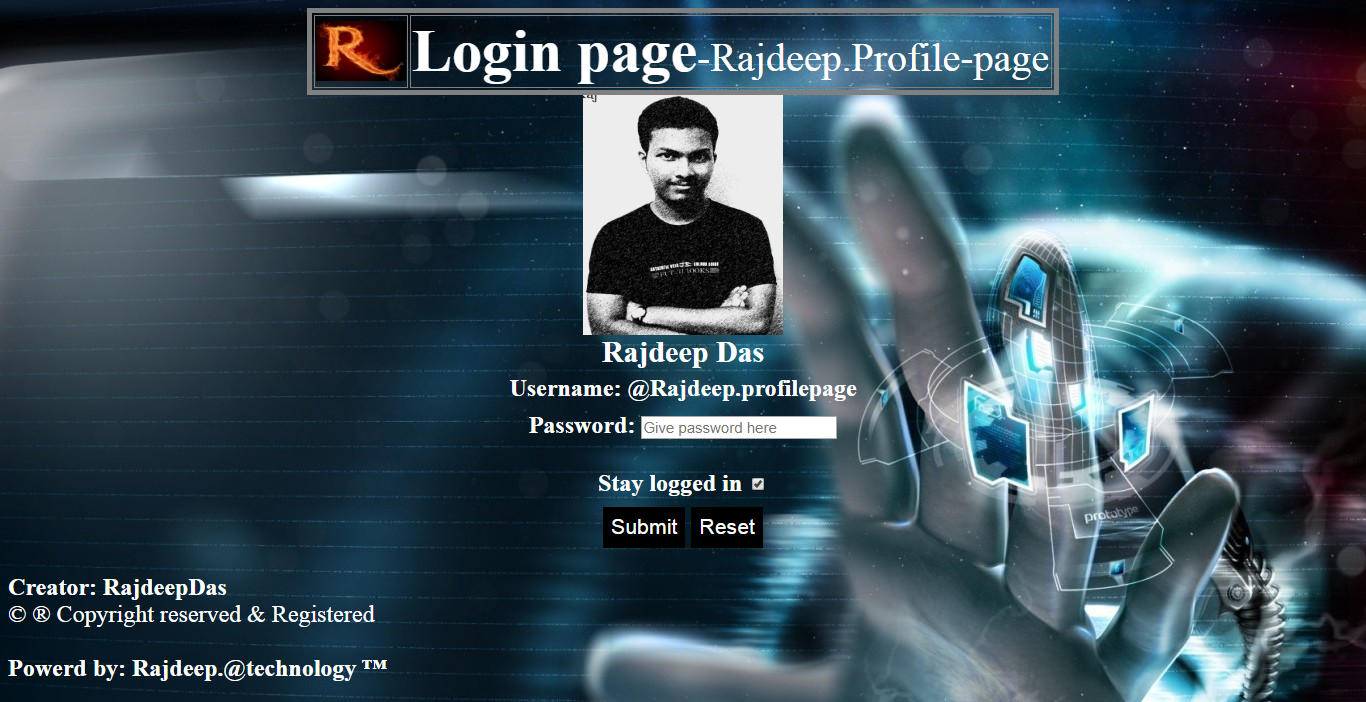 R Login page-Rajdeep.Profile-page
Rajdeep Das
Username: @Rajdeep.profilepage
Password: Give password here
prototype
Stay logged in
Submit Reset
Creator: RajdeepDas
© ® Copyright reserved & Registered
Powerd by: Rajdeep.@technology ™